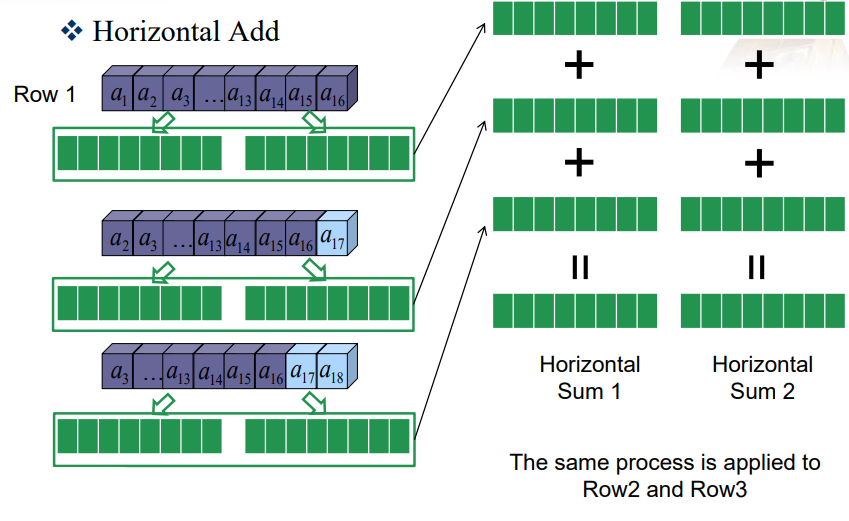 ❖ Horizontal Add
Row 1
a₁ a₂ a₃ ... a₁₃ a₁₄ a₁₅ a₁₆
a₂ a₃ ... a₁₃ a₁₄ a₁₅ a₁₆ a₁₇
a₃ ... a₁₃ a₁₄ a₁₅ a₁₆ a₁₇ a₁₈
+ +
+ +
= =
Horizontal
Sum 1
Horizontal
Sum 2
The same process is applied to
Row2 and Row3